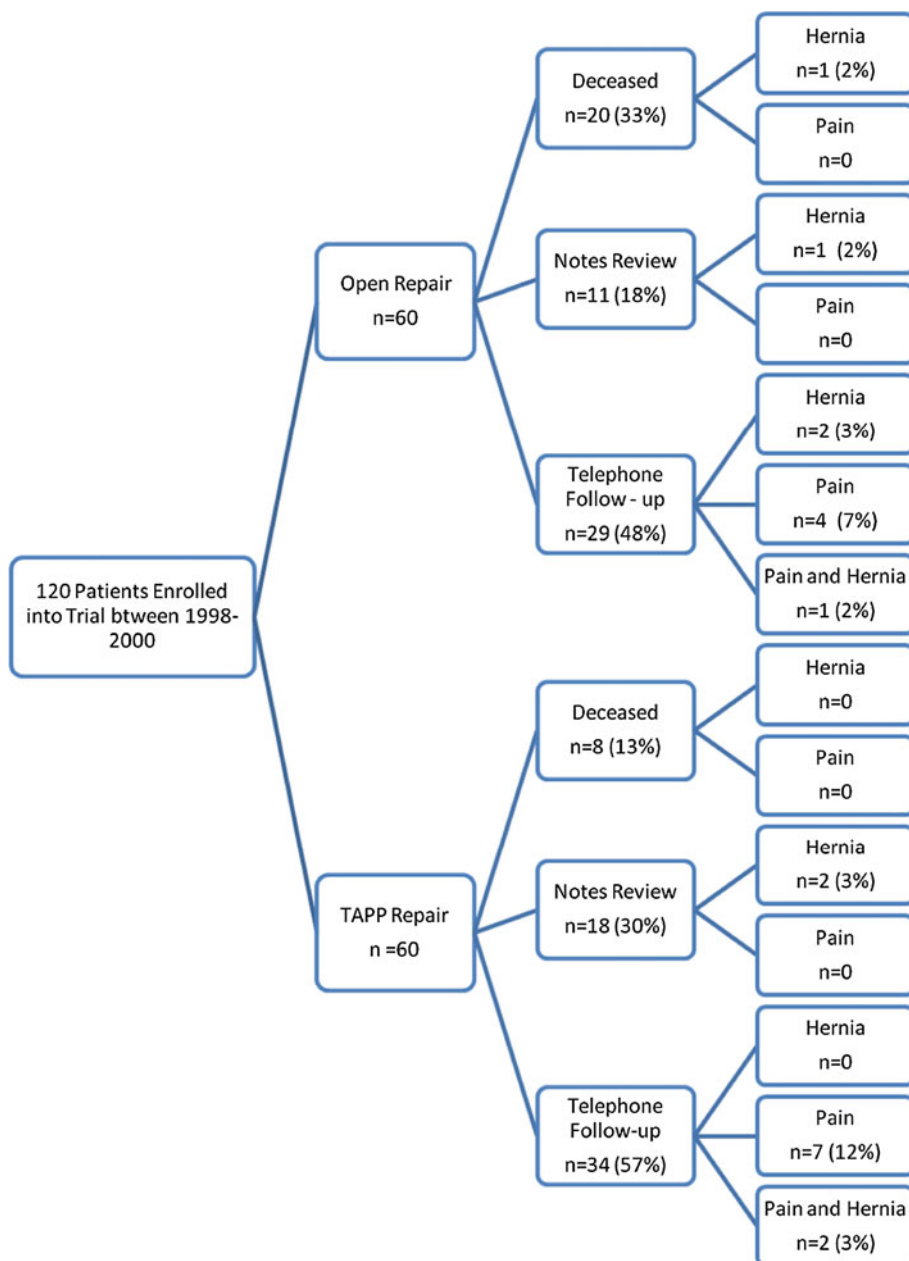 120 Patients Enrolled
into Trial btween 1998-
2000
Open Repair
n=60
Deceased
n=20 (33%)
Hernia
n=1 (2%)
Pain
n=0
Notes Review
n=11 (18%)
Hernia
n=1 (2%)
Pain
n=0
Telephone
Follow - up
n=29 (48%)
Hernia
n=2 (3%)
Pain
n=4 (7%)
Pain and Hernia
n=1 (2%)
TAPP Repair
n =60
Deceased
n=8 (13%)
Hernia
n=0
Pain
n=0
Notes Review
n=18 (30%)
Hernia
n=2 (3%)
Pain
n=0
Telephone
Follow-up
n=34 (57%)
Hernia
n=0
Pain
n=7 (12%)
Pain and Hernia
n=2 (3%)